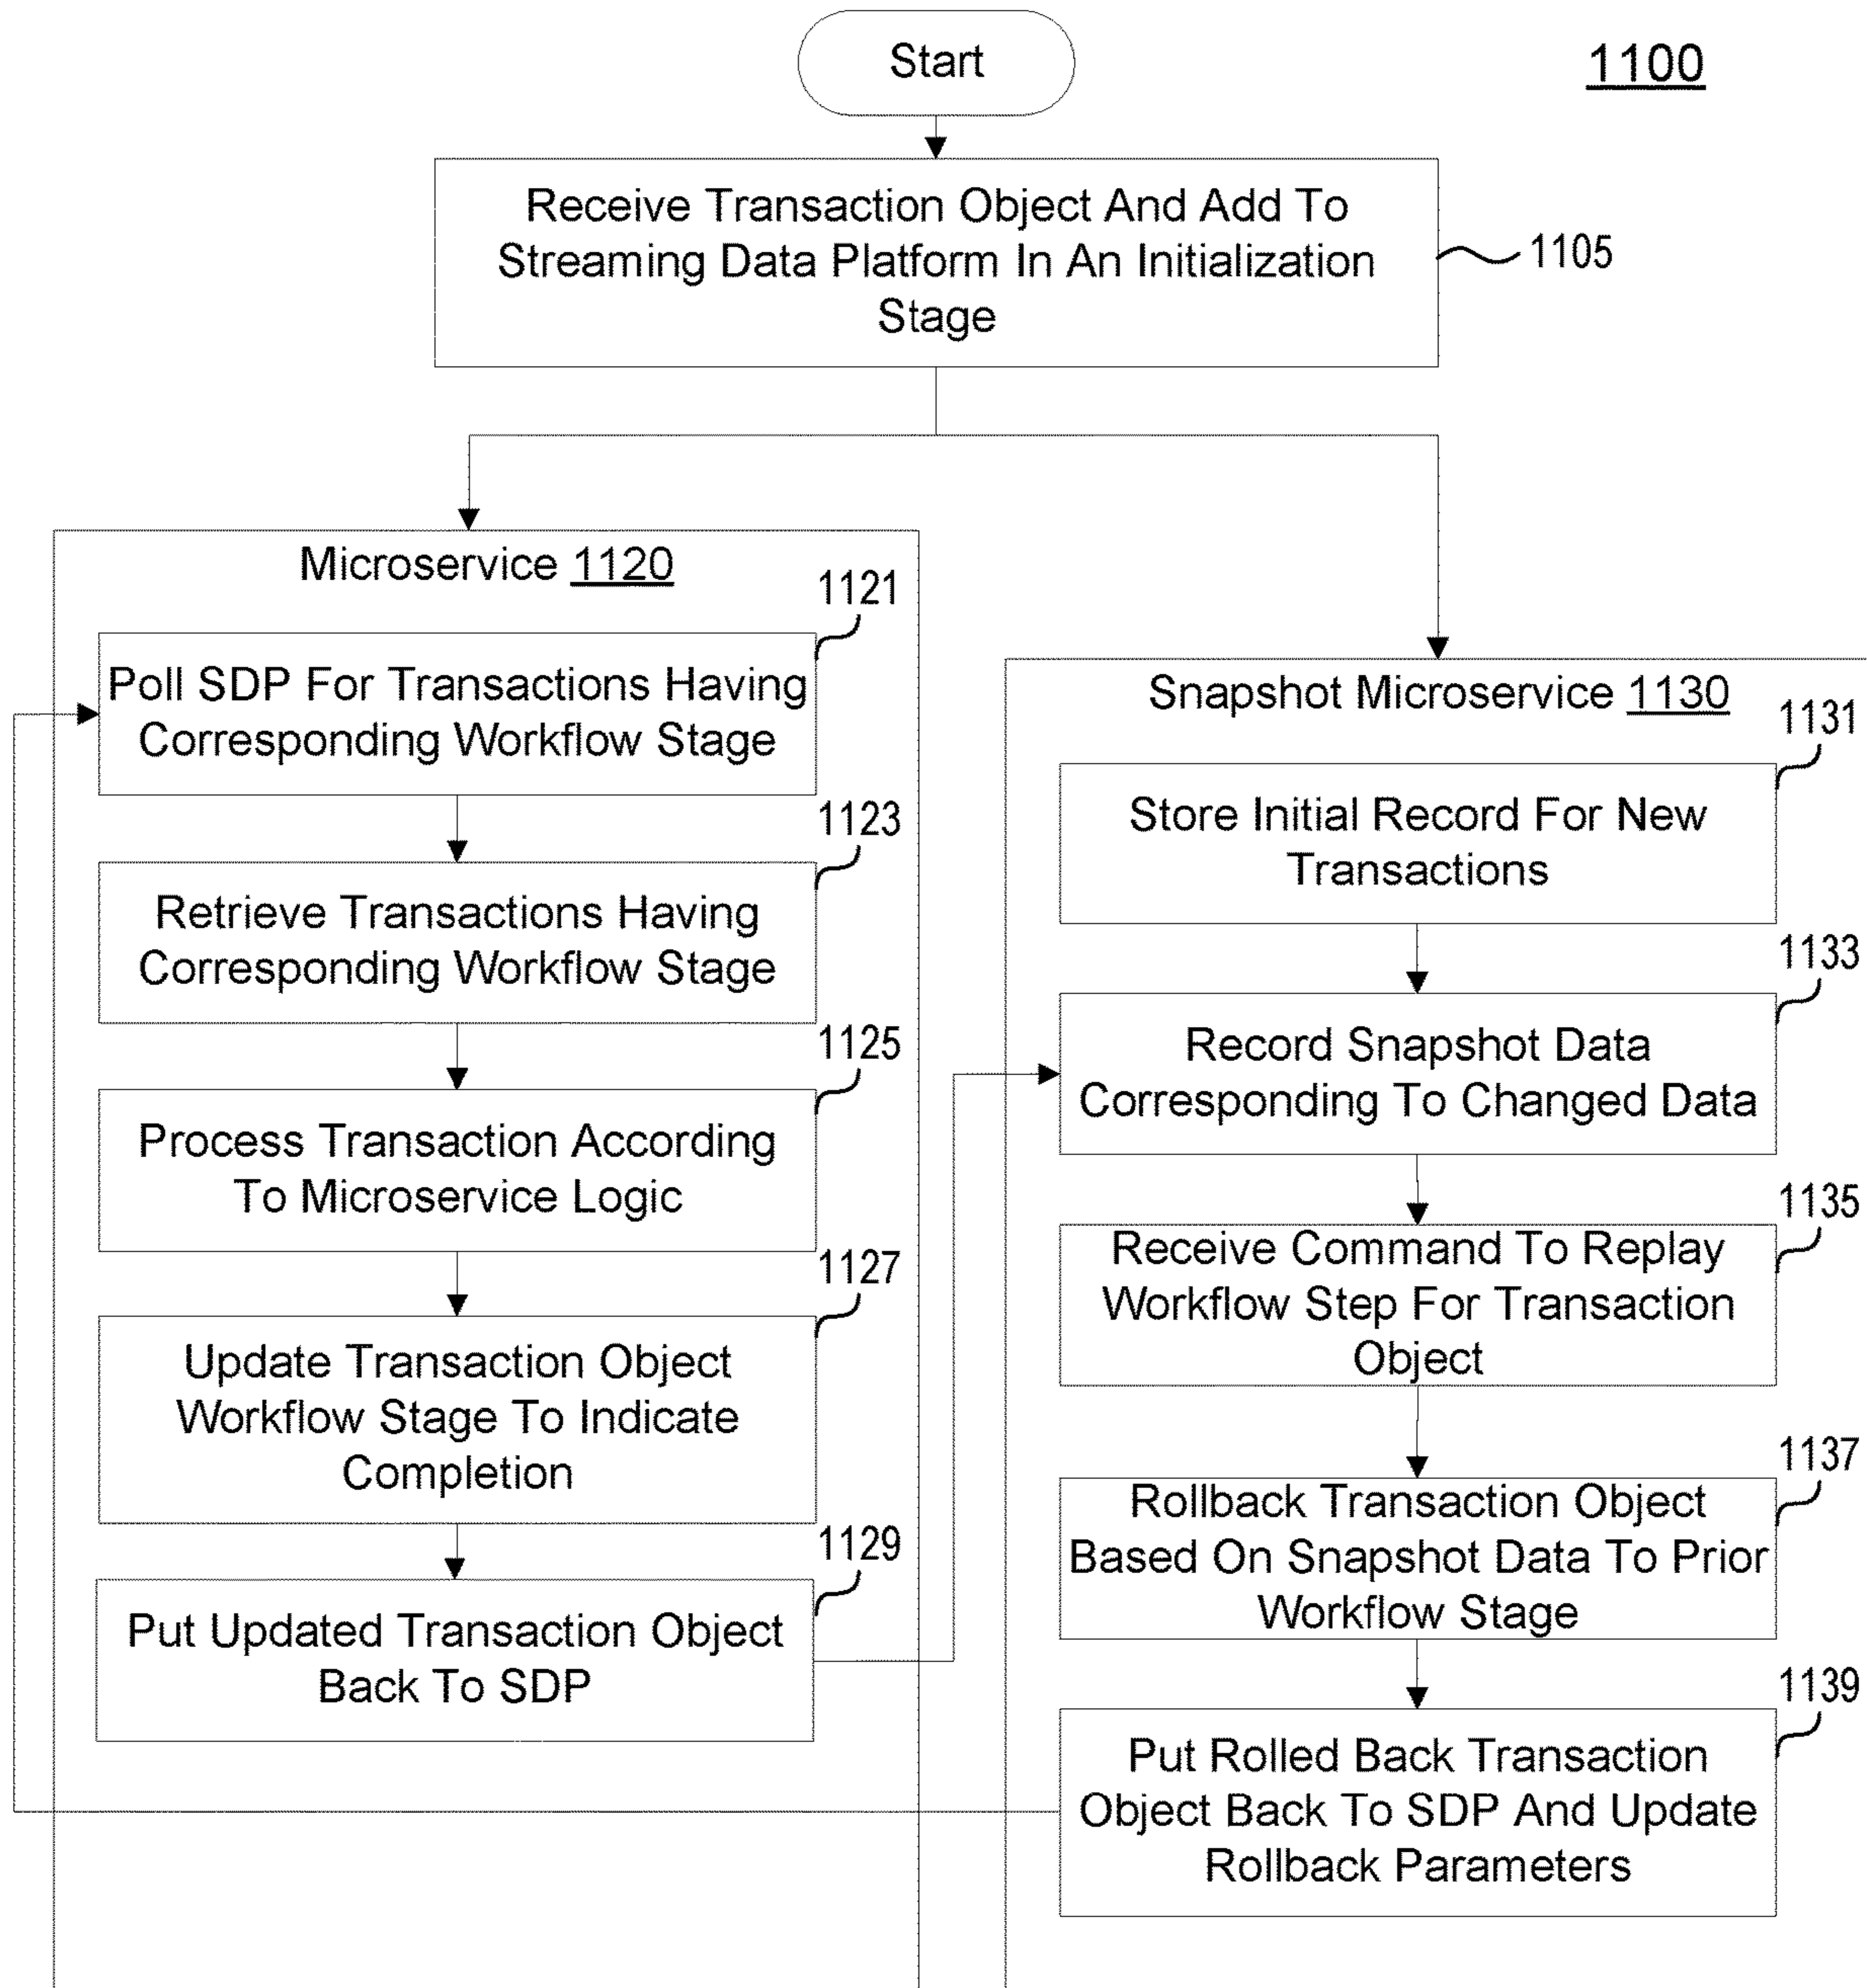 Start
1100
Receive Transaction Object And Add To
Streaming Data Platform In An Initialization
Stage
1105
Microservice 1120
1121
Poll SDP For Transactions Having
Corresponding Workflow Stage
1123
Retrieve Transactions Having
Corresponding Workflow Stage
1125
Process Transaction According
To Microservice Logic
1127
Update Transaction Object
Workflow Stage To Indicate
Completion
1129
Put Updated Transaction Object
Back To SDP
Snapshot Microservice 1130
1131
Store Initial Record For New
Transactions
1133
Record Snapshot Data
Corresponding To Changed Data
1135
Receive Command To Replay
Workflow Step For Transaction
Object
1137
Rollback Transaction Object
Based On Snapshot Data To Prior
Workflow Stage
1139
Put Rolled Back Transaction
Object Back To SDP And Update
Rollback Parameters